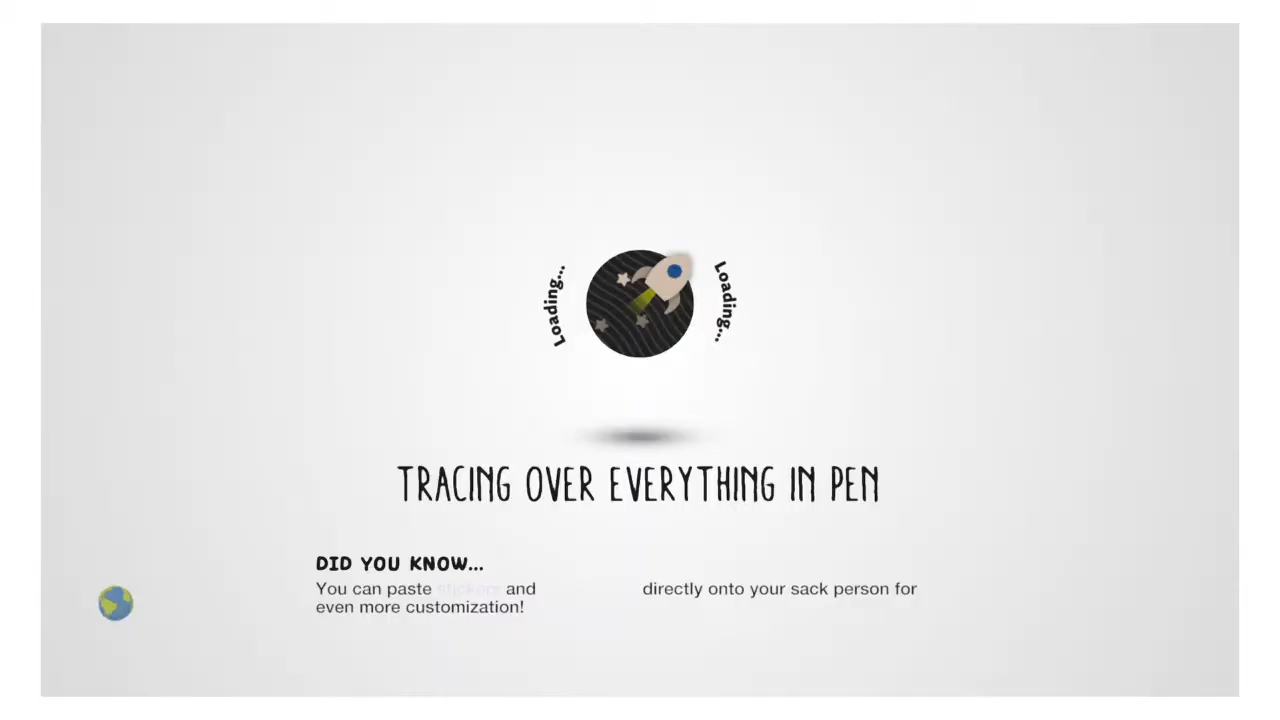 Loading...
Loading...
TRACING OVER EVERYTHING IN PEN
DID YOU KNOW...
You can paste stickers and directly onto your sack person for
even more customization!